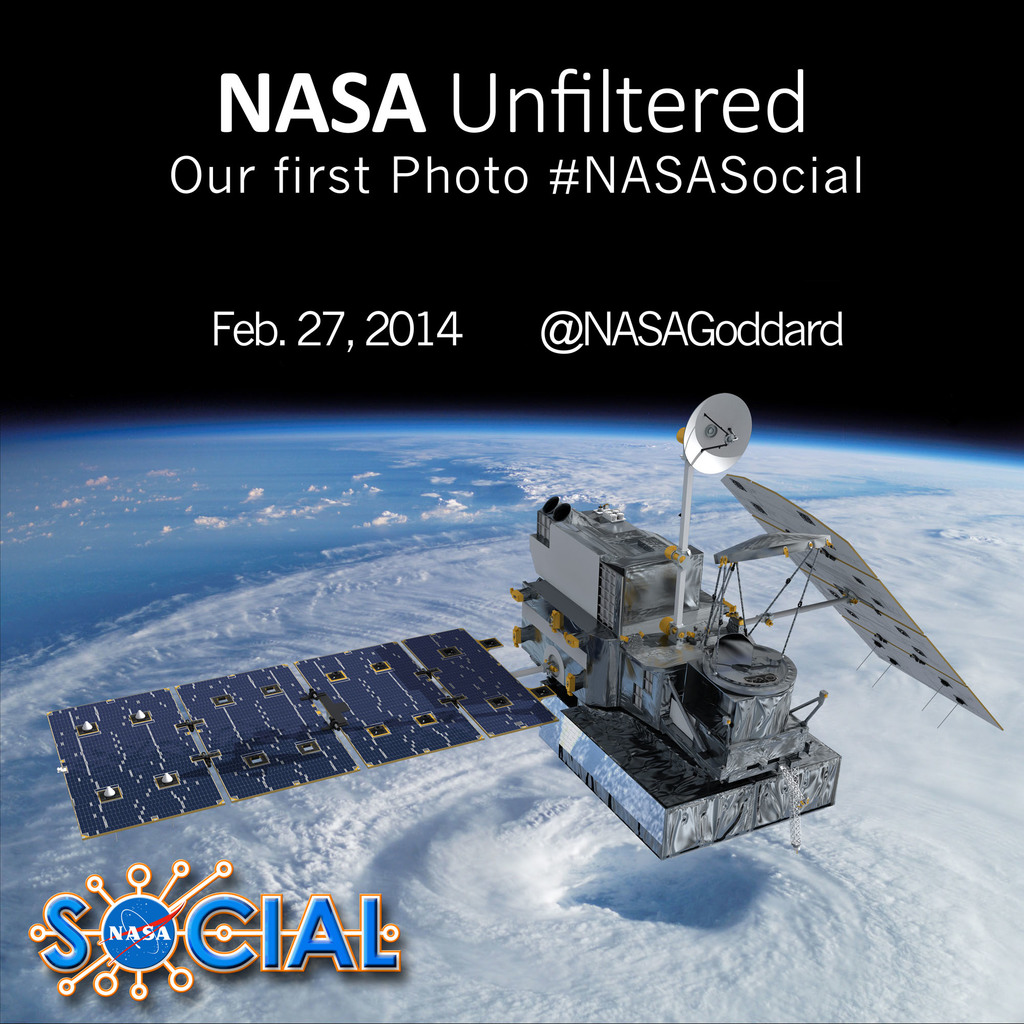 NASA Unfiltered
Our first Photo #NASASocial
Feb. 27, 2014 @NASAGoddard
SOCIAL
NASA